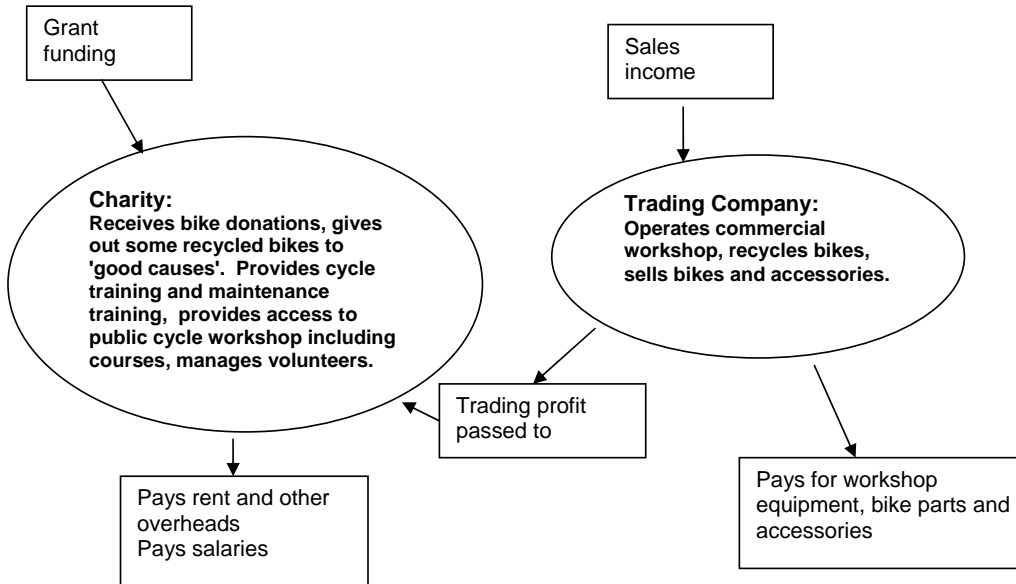 Grant
funding
Sales
income
Charity:
Receives bike donations, gives
out some recycled bikes to
'good causes'.  Provides cycle
training and maintenance
training,  provides access to
public cycle workshop including
courses, manages volunteers.
Trading Company:
Operates commercial
workshop, recycles bikes,
sells bikes and accessories.
Trading profit
passed to
Pays rent and other
overheads
Pays salaries
Pays for workshop
equipment, bike parts and
accessories